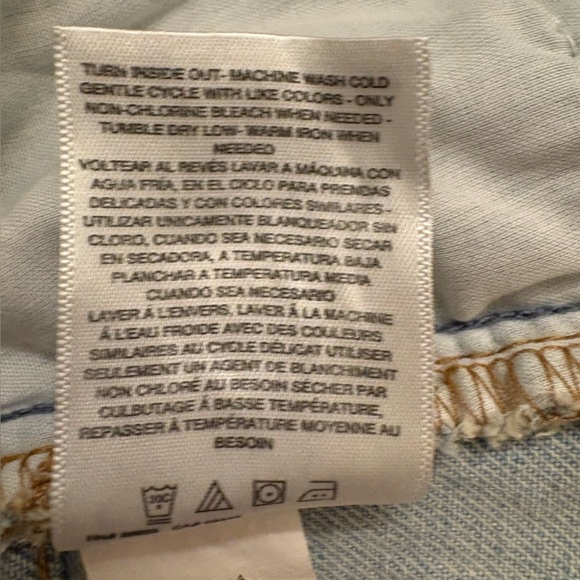 TURN INSIDE OUT- MACHINE WASH COLD
GENTLE CYCLE WITH LIKE COLORS - ONLY
NON-CHLORINE BLEACH WHEN NEEDED -
TUMBLE DRY LOW- WARM IRON WHEN
NEEDED
VOLTEAR AL REVÉS LAVAR A MÁQUINA CON
AGUA FRIA, EN EL CICLO PARA PRENDAS
DELICADAS Y CON COLORES SIMILARES -
UTILIZAR UNICAMENTE BLANQUEADOR SIN
CLORO, CUANDO SEA NECESARIO SECAR
EN SECADORA, A TEMPERATURA BAJA
PLANCHAR A TEMPERATURA MEDIA
CUANDO SEA NECESARIO
LAVER À L'ENVERS, LAVER À LA MACHINE
À L'EAU FROIDE AVEC DES COULEURS
SIMILAIRES AU CYCLE DÉLICAT UTILISER
SEULEMENT UN AGENT DE BLANCHIMENT
NON CHLORÉ AU BESOIN SÉCHER PAR
CULBUTAGE À BASSE TEMPÉRATURE,
REPASSER À TEMPÉRATURE MOYENNE AU
BESOIN
30C